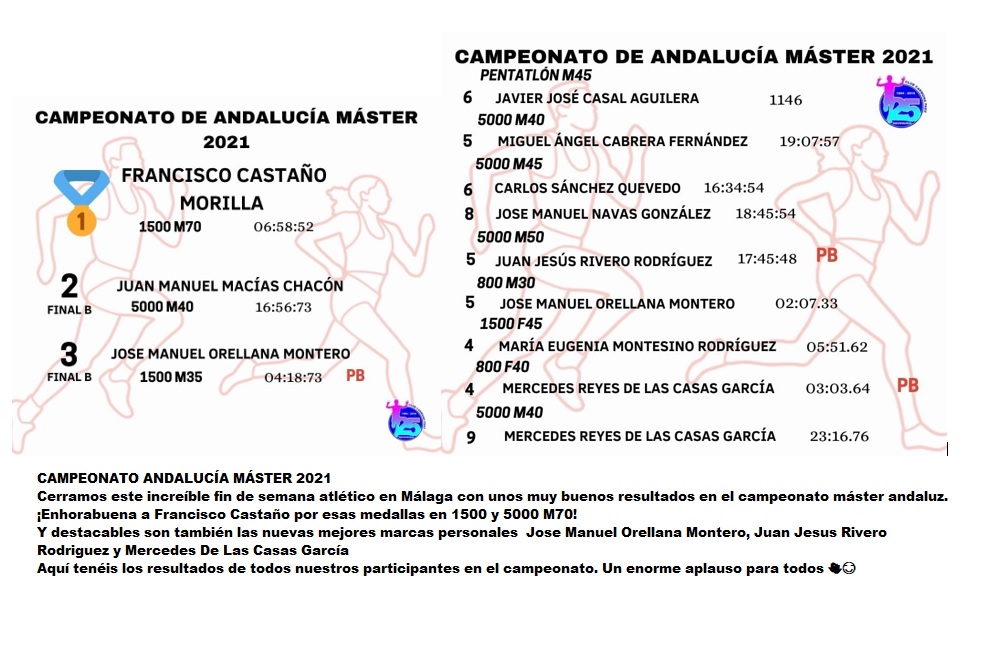 CAMPEONATO DE ANDALUCÍA MÁSTER
2021
1
FRANCISCO CASTAÑO
MORILLA
1500 M70 06:58:52
2 JUAN MANUEL MACÍAS CHACÓN
FINAL B 5000 M40 16:56:73
3 JOSE MANUEL ORELLANA MONTERO
FINAL B 1500 M35 04:18:73 PB
25
CAMPEONATO DE ANDALUCÍA MÁSTER 2021
PENTATLÓN M45
6 JAVIER JOSÉ CASAL AGUILERA 1146
5000 M40
5 MIGUEL ÁNGEL CABRERA FERNÁNDEZ 19:07:57
5000 M45
6 CARLOS SÁNCHEZ QUEVEDO 16:34:54
8 JOSE MANUEL NAVAS GONZÁLEZ 18:45:54
5000 M50
5 JUAN JESÚS RIVERO RODRÍGUEZ 17:45:48 PB
800 M30
5 JOSE MANUEL ORELLANA MONTERO 02:07.33
1500 F45
4 MARÍA EUGENIA MONTESINO RODRÍGUEZ 05:51.62
800 F40
4 MERCEDES REYES DE LAS CASAS GARCÍA 03:03.64 PB
5000 M40
9 MERCEDES REYES DE LAS CASAS GARCÍA 23:16.76
25
CAMPEONATO ANDALUCÍA MÁSTER 2021
Cerramos este increíble fin de semana atlético en Málaga con unos muy buenos resultados en el campeonato máster andaluz.
¡Enhorabuena a Francisco Castaño por esas medallas en 1500 y 5000 M70!
Y destacables son también las nuevas mejores marcas personales Jose Manuel Orellana Montero, Juan Jesus Rivero
Rodriguez y Mercedes De Las Casas García
Aquí tenéis los resultados de todos nuestros participantes en el campeonato. Un enorme aplauso para todos